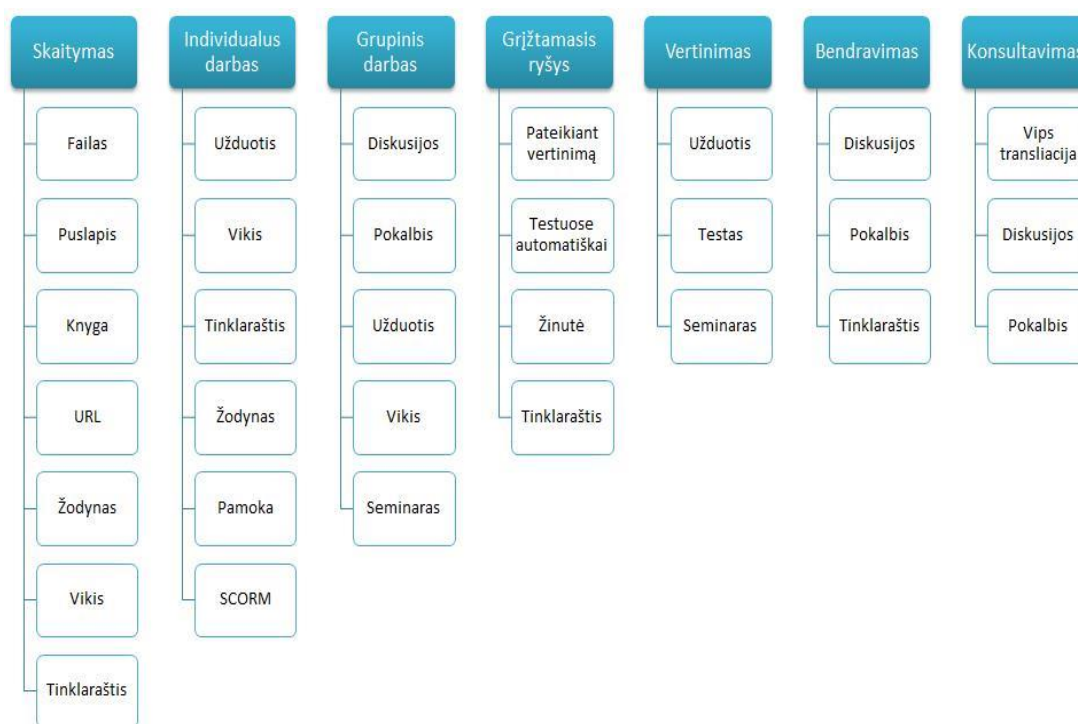 Skaitymas
Failas
Puslapis
Knyga
URL
Žodynas
Vikis
Tinklaraštis
Individualus
darbas
Užduotis
Vikis
Tinklaraštis
Žodynas
Pamoka
SCORM
Grupinis
darbas
Diskusijos
Pokalbis
Užduotis
Vikis
Seminaras
Grįžtamasis
ryšys
Pateikiant
vertinimą
Testuose
automatiškai
Žinutė
Tinklaraštis
Vertinimas
Užduotis
Testas
Seminaras
Bendravimas
Diskusijos
Pokalbis
Tinklaraštis
Konsultavimas
Vips
transliacija
Diskusijos
Pokalbis